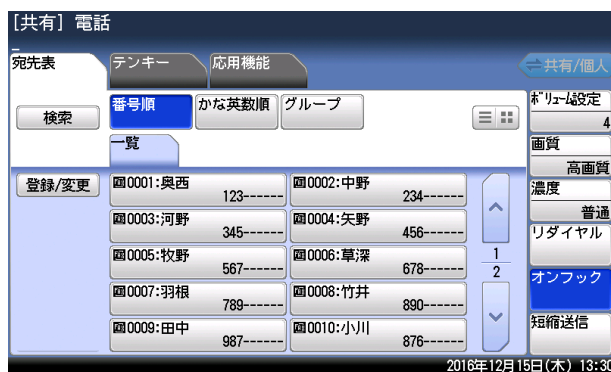 [共有] 電話
宛先表
テンキー
応用機能
共有/個人
検索
番号順
かな英数順
グループ
ﾎﾞﾘｭｰﾑ設定
4
一覧
画質
高画質
登録/変更
0001:奥西
123------
0002:中野
234------
濃度
普通
0003:河野
345------
0004:矢野
456------
リダイヤル
0005:牧野
567------
0006:草深
678------
1
2
オンフック
0007:羽根
789------
0008:竹井
890------
0009:田中
987------
0010:小川
876------
短縮送信
2016年12月15日(木) 13:30